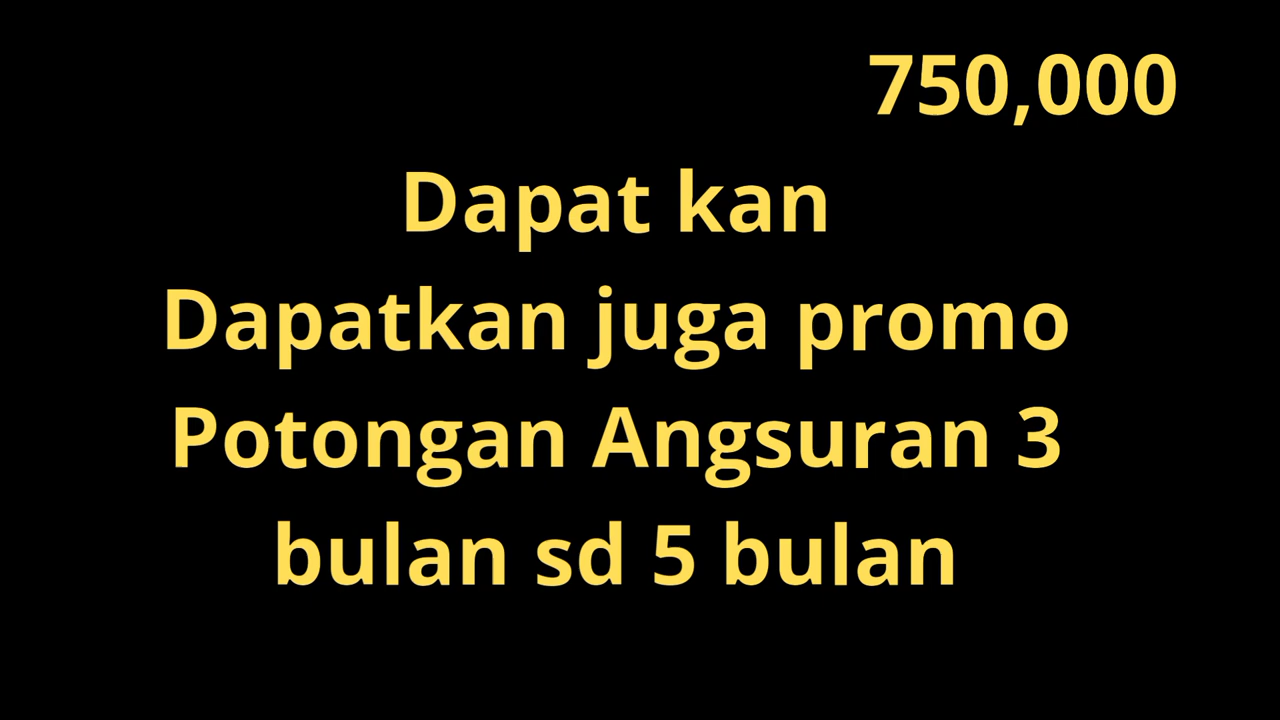 750,000
Dapat kan
Dapatkan juga promo
Potongan Angsuran 3
bulan sd 5 bulan